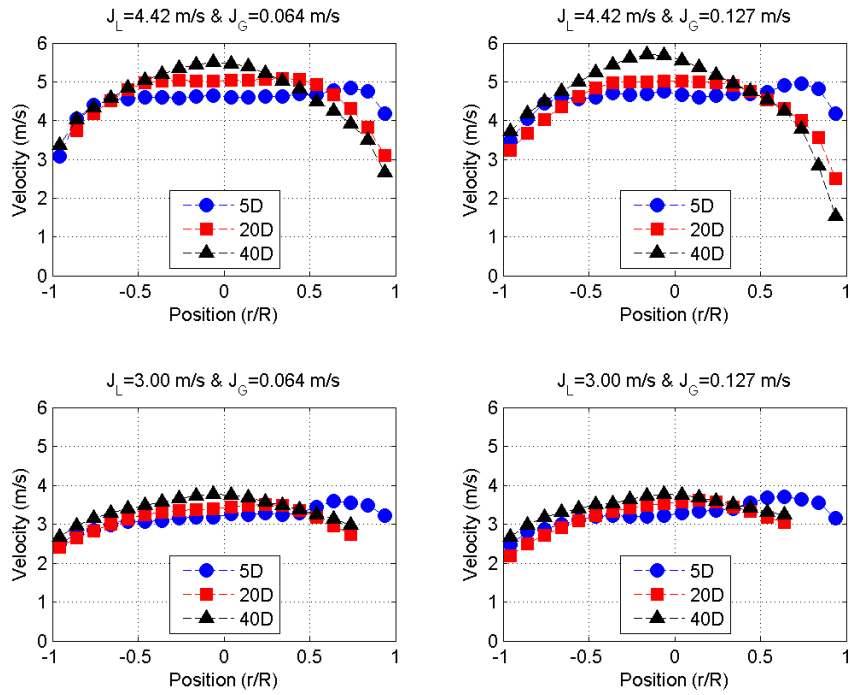 J_L=4.42 m/s & J_G=0.064 m/s
6
5
4
3
2
1
0
Velocity (m/s)
5D
20D
40D
-1 -0.5 0 0.5 1
Position (r/R)
J_L=4.42 m/s & J_G=0.127 m/s
6
5
4
3
2
1
0
Velocity (m/s)
5D
20D
40D
-1 -0.5 0 0.5 1
Position (r/R)
J_L=3.00 m/s & J_G=0.064 m/s
6
5
4
3
2
1
0
Velocity (m/s)
5D
20D
40D
-1 -0.5 0 0.5 1
Position (r/R)
J_L=3.00 m/s & J_G=0.127 m/s
6
5
4
3
2
1
0
Velocity (m/s)
5D
20D
40D
-1 -0.5 0 0.5 1
Position (r/R)